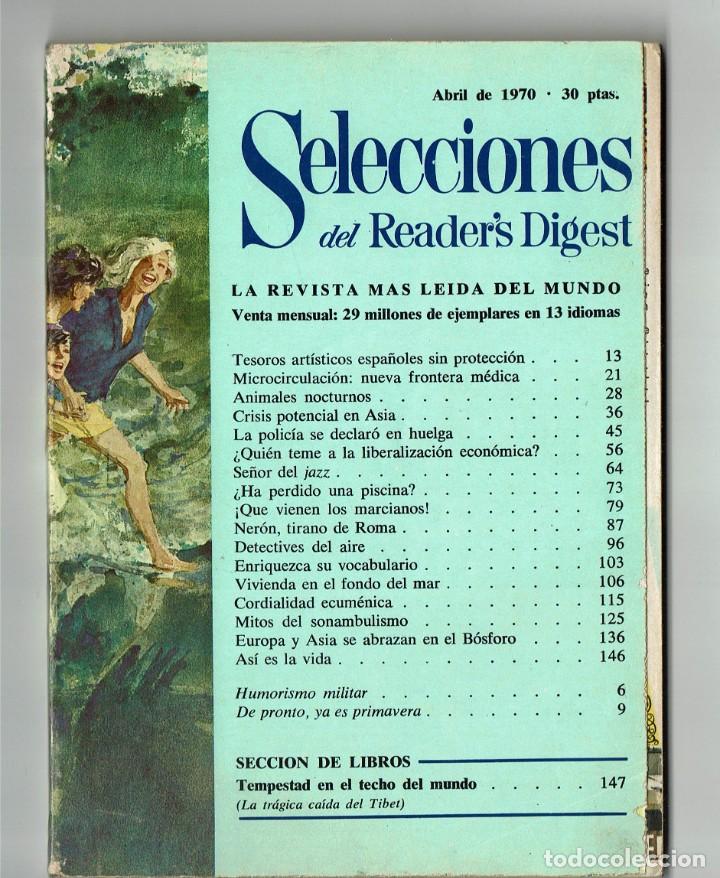 Abril de 1970 · 30 ptas.
Selecciones
del Reader's Digest
LA REVISTA MAS LEIDA DEL MUNDO
Venta mensual: 29 millones de ejemplares en 13 idiomas
Tesoros artísticos españoles sin protección . . . 13
Microcirculación: nueva frontera médica . . . 21
Animales nocturnos . . . . . . . . . 28
Crisis potencial en Asia . . . . . . . . 36
La policía se declaró en huelga . . . . . . 45
¿Quién teme a la liberalización económica? . . 56
Señor del jazz . . . . . . . . . . 64
¿Ha perdido una piscina? . . . . . . . 73
¡Que vienen los marcianos! . . . . . . . 79
Nerón, tirano de Roma . . . . . . . . 87
Detectives del aire . . . . . . . . . 96
Enriquezca su vocabulario . . . . . . . 103
Vivienda en el fondo del mar . . . . . . 106
Cordialidad ecuménica . . . . . . . . 115
Mitos del sonambulismo . . . . . . . 125
Europa y Asia se abrazan en el Bósforo . . . 136
Así es la vida . . . . . . . . . . 146
Humorismo militar . . . . . . . . . 6
De pronto, ya es primavera . . . . . . . 9
SECCION DE LIBROS
Tempestad en el techo del mundo . . . . . 147
(La trágica caída del Tibet)
todocoleccion.net